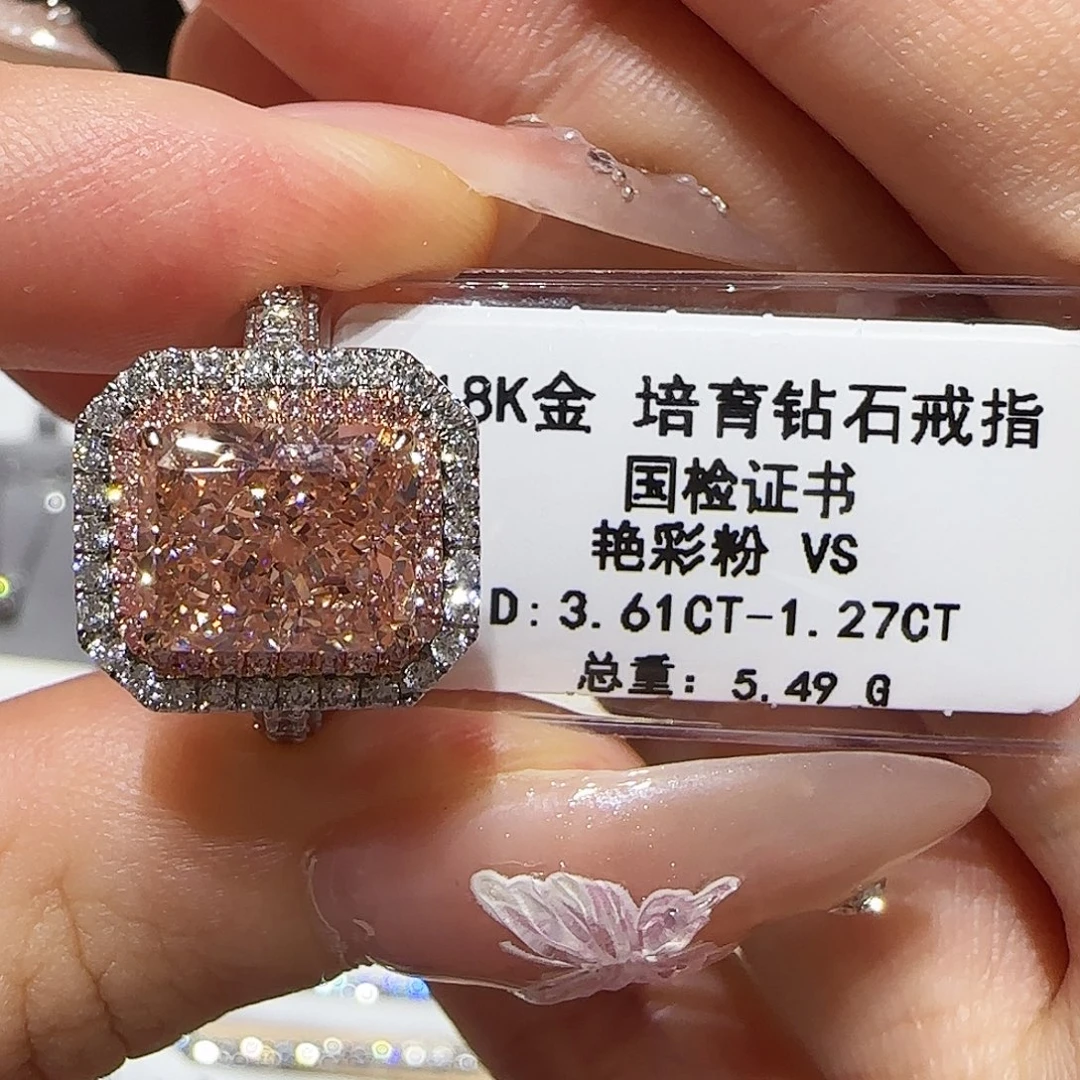 18K金 培育钻石戒指
国检证书
艳彩粉 VS
D:3.61CT-1.27CT
总重: 5.49 G